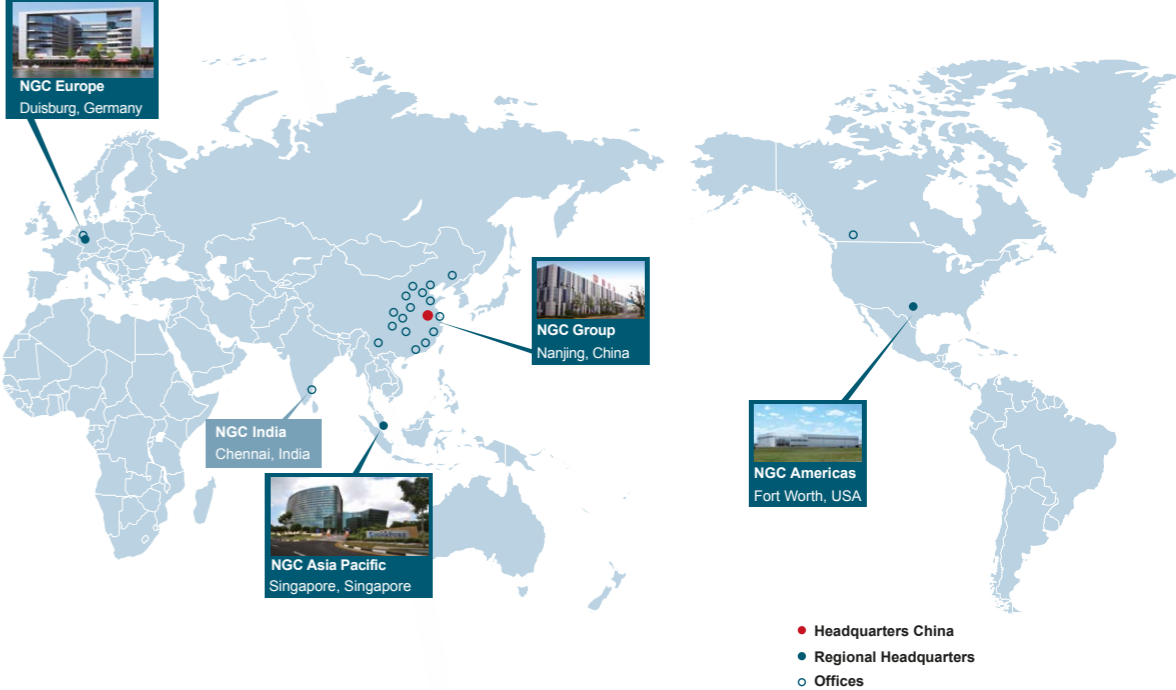 NGC Europe
Duisburg, Germany
NGC Group
Nanjing, China
NGC India
Chennai, India
NGC Asia Pacific
Singapore, Singapore
NGC Americas
Fort Worth, USA
Headquarters China
Regional Headquarters
Offices